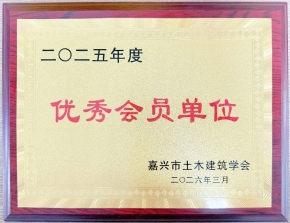 二〇二五年度
优秀会员单位
嘉兴市土木建筑学会
二〇二六年三月